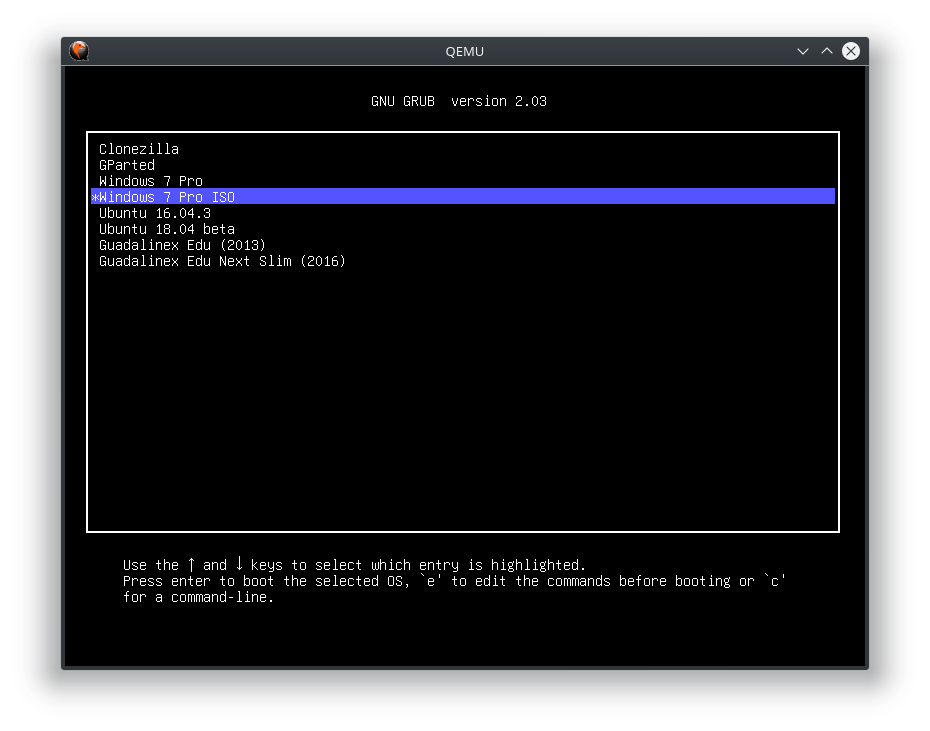 QEMU
GNU GRUB  version 2.03
Clonezilla
GParted
Windows 7 Pro
*Windows 7 Pro ISO
Ubuntu 16.04.3
Ubuntu 18.04 beta
Guadalinex Edu (2013)
Guadalinex Edu Next Slim (2016)
Use the ↑ and ↓ keys to select which entry is highlighted.
Press enter to boot the selected OS, `e' to edit the commands before booting or `c'
for a command-line.